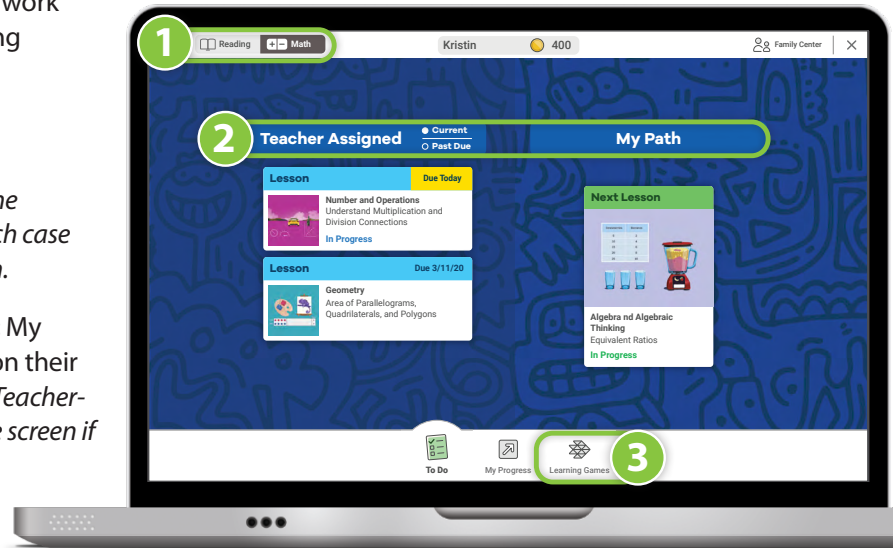 work
ng
ne
ch case
n.
My
on their
Teacher-
e screen if
1
Reading
+ − Math
Kristin
400
Family Center
2
Teacher Assigned
Current
Past Due
My Path
Lesson
Due Today
Number and Operations
Understand Multiplication and
Division Connections
In Progress
Lesson
Due 3/11/20
Geometry
Area of Parallelograms,
Quadrilaterals, and Polygons
Next Lesson
Algebra nd Algebraic
Thinking
Equivalent Ratios
In Progress
To Do
My Progress
Learning Games
3